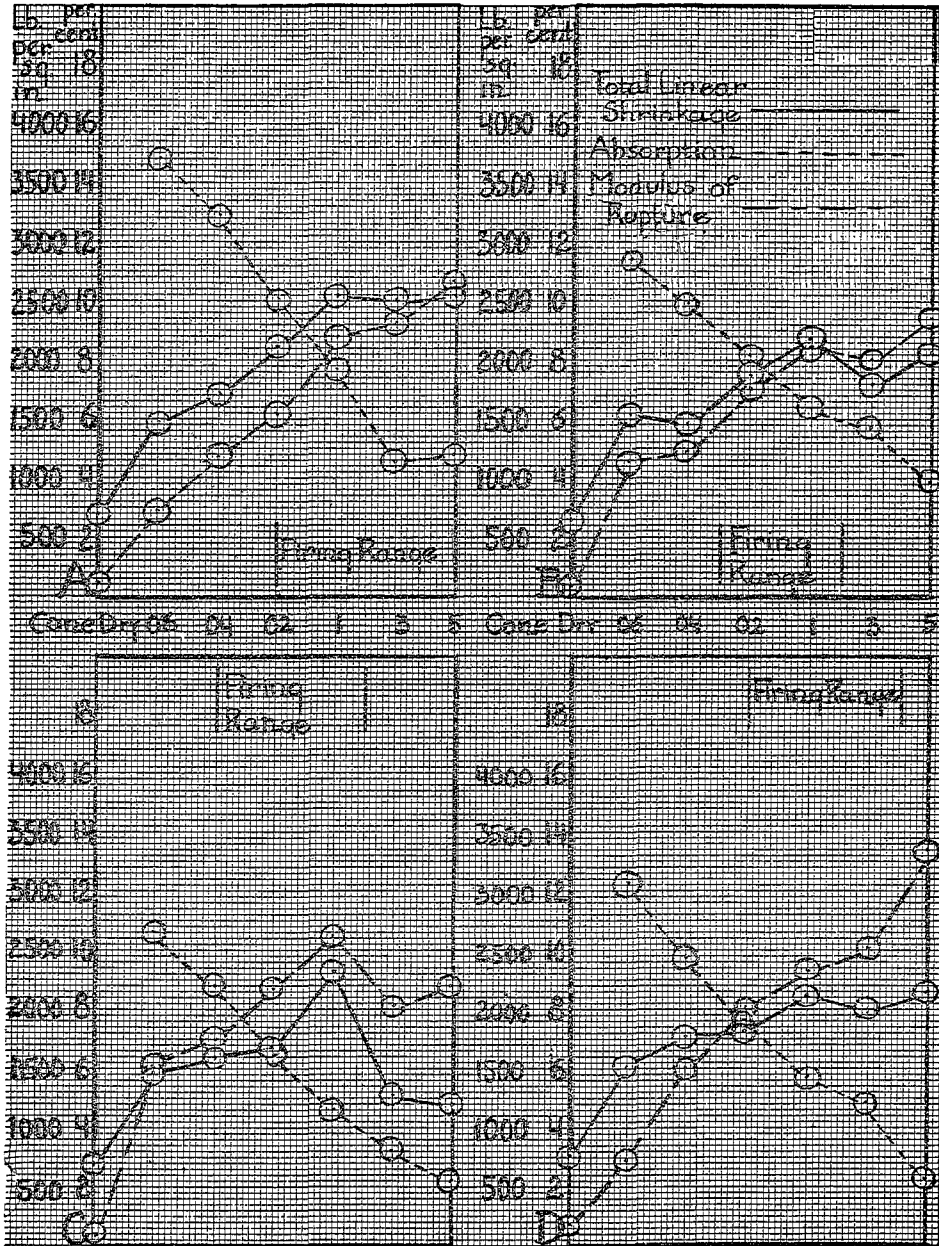 Lb. per
per cent
sq. 18
in.
4000 16
3500 14
3000 12
2500 10
2000 8
1500 6
1000 4
500 2
A
Firing Range
Lb. per
per cent
sq. 18
in.
4000 16
3500 14
3000 12
2500 10
2000 8
1500 6
1000 4
500 2
B
Total Linear
Shrinkage
Absorption
Modulus of
Rupture
Firing
Range
Cone Dry 06 04 02 1 3 5
Cone Dry 06 04 02 1 3 5
18
4000 16
3500 14
3000 12
2500 10
2000 8
1500 6
1000 4
500 2
C
Firing
Range
18
4000 16
3500 14
3000 12
2500 10
2000 8
1500 6
1000 4
500 2
D
Firing Range